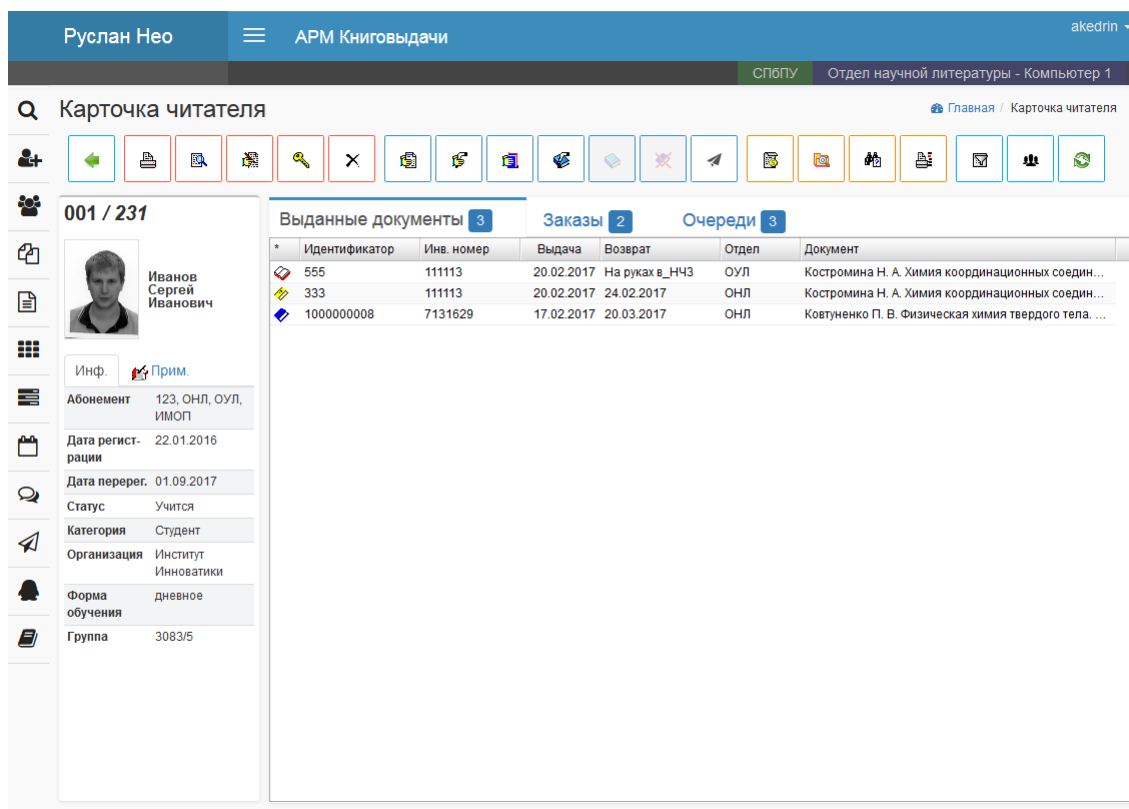 Руслан Нео АРМ Книговыдачи akedrin
СПбПУ Отдел научной литературы - Компьютер 1
Карточка читателя Главная / Карточка читателя
001 / 231
Иванов
Сергей
Иванович
Инф. Прим.
Абонемент 123, ОНЛ, ОУЛ,
ИМОП
Дата регист- 22.01.2016
рации
Дата перерег. 01.09.2017
Статус Учится
Категория Студент
Организация Институт
Инноватики
Форма дневное
обучения
Группа 3083/5
Выданные документы 3 Заказы 2 Очереди 3
* Идентификатор Инв. номер Выдача Возврат Отдел Документ
555 111113 20.02.2017 На руках в_НЧЗ ОУЛ Костромина Н. А. Химия координационных соедин...
333 111113 20.02.2017 24.02.2017 ОНЛ Костромина Н. А. Химия координационных соедин...
1000000008 7131629 17.02.2017 20.03.2017 ОНЛ Ковтуненко П. В. Физическая химия твердого тела. ...